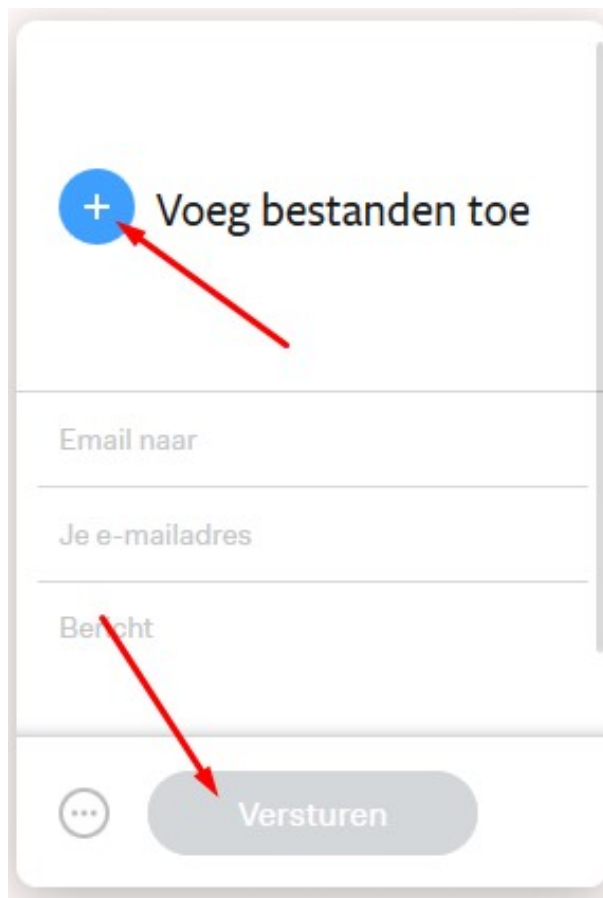 Voeg bestanden toe
Email naar
Je e-mailadres
Bericht
Versturen